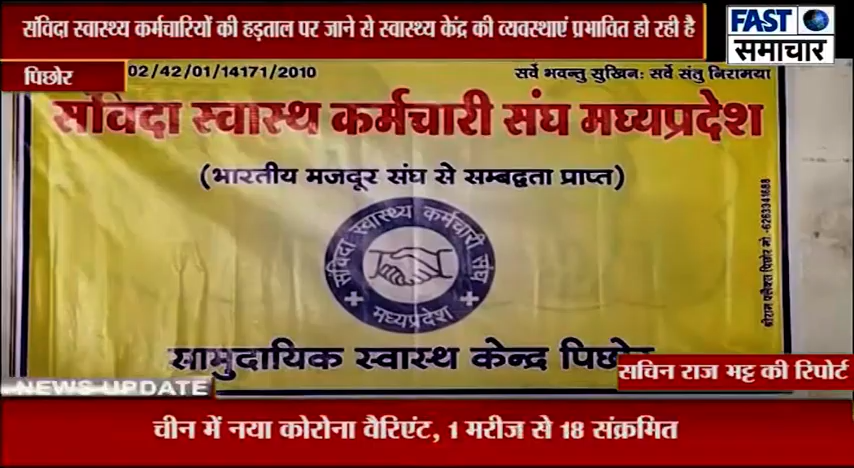 संविदा स्वास्थ्य कर्मचारियों की हड़ताल पर जाने से स्वास्थ्य केंद्र की व्यवस्थाएं प्रभावित हो रही है
FAST
समाचार
पिछोर
02/42/01/14171/2010
सर्वे भवन्तु सुखिनः सर्वे संतु निरामया
संविदा स्वास्थ कर्मचारी संघ मध्यप्रदेश
(भारतीय मजदूर संघ से सम्बद्वता प्राप्त)
संविदा स्वास्थ्य कर्मचारी संघ
मध्यप्रदेश
श्रीराम फ्लैक्स पिछोर मो.-6263341688
सामुदायिक स्वास्थ केन्द्र पिछोर
सचिन राज भट्ट की रिपोर्ट
NEWS UPDATE
चीन में नया कोरोना वैरिएंट, 1 मरीज से 18 संक्रमित